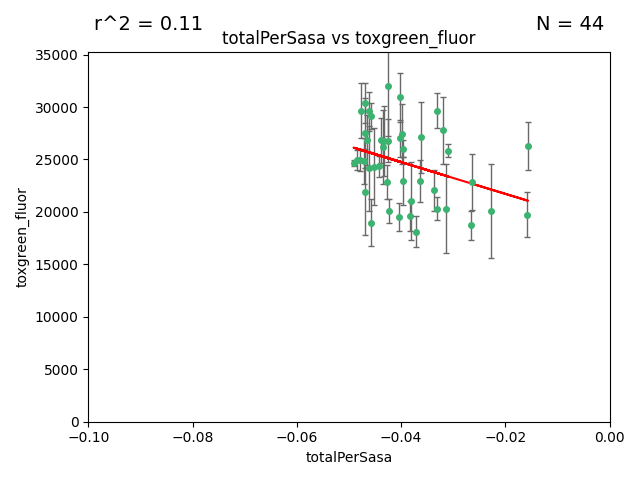 r^2 = 0.11
N = 44
totalPerSasa vs toxgreen_fluor
35000
30000
25000
20000
15000
10000
5000
0
toxgreen_fluor
−0.10
−0.08
−0.06
−0.04
−0.02
0.00
totalPerSasa